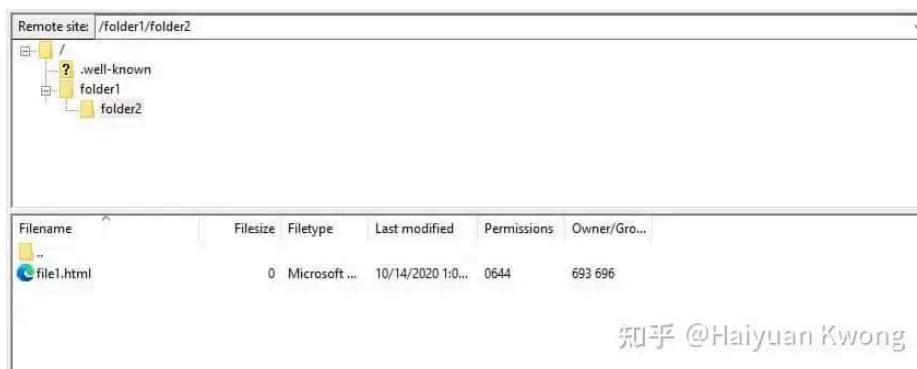 Remote site: /folder1/folder2
/
.well-known
folder1
folder2
Filename Filesize Filetype Last modified Permissions Owner/Gro...
..
file1.html 0 Microsoft ... 10/14/2020 1:0... 0644 693 696
知乎 @Haiyuan Kwong